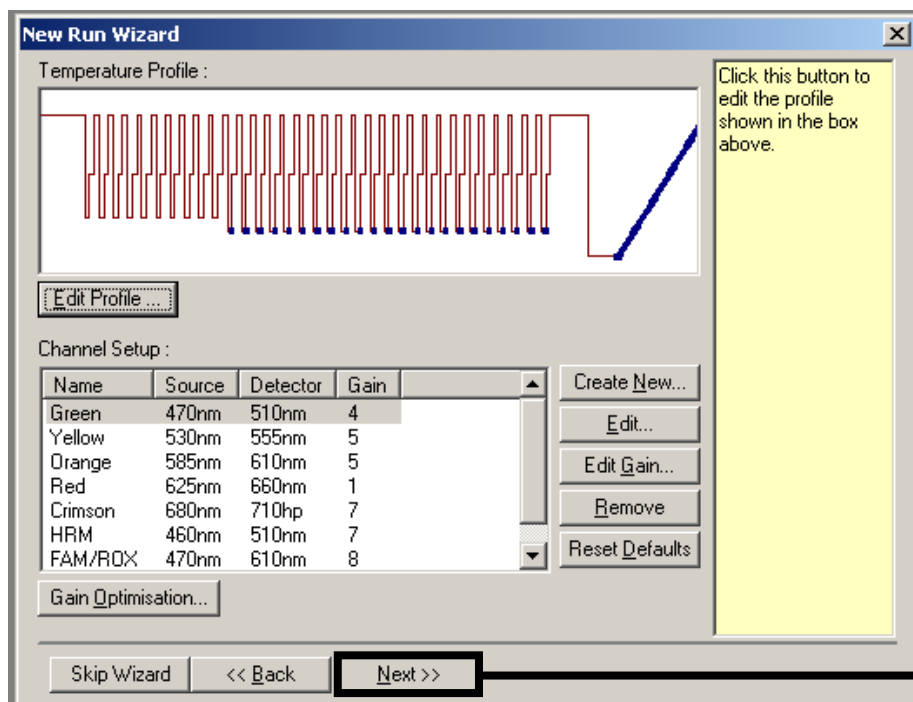 New Run Wizard
Temperature Profile :
Click this button to
edit the profile
shown in the box
above.
Edit Profile ...
Channel Setup :
Name Source Detector Gain
Green 470nm 510nm 4
Yellow 530nm 555nm 5
Orange 585nm 610nm 5
Red 625nm 660nm 1
Crimson 680nm 710hp 7
HRM 460nm 510nm 7
FAM/ROX 470nm 610nm 8
Create New...
Edit...
Edit Gain...
Remove
Reset Defaults
Gain Optimisation...
Skip Wizard << Back Next >>